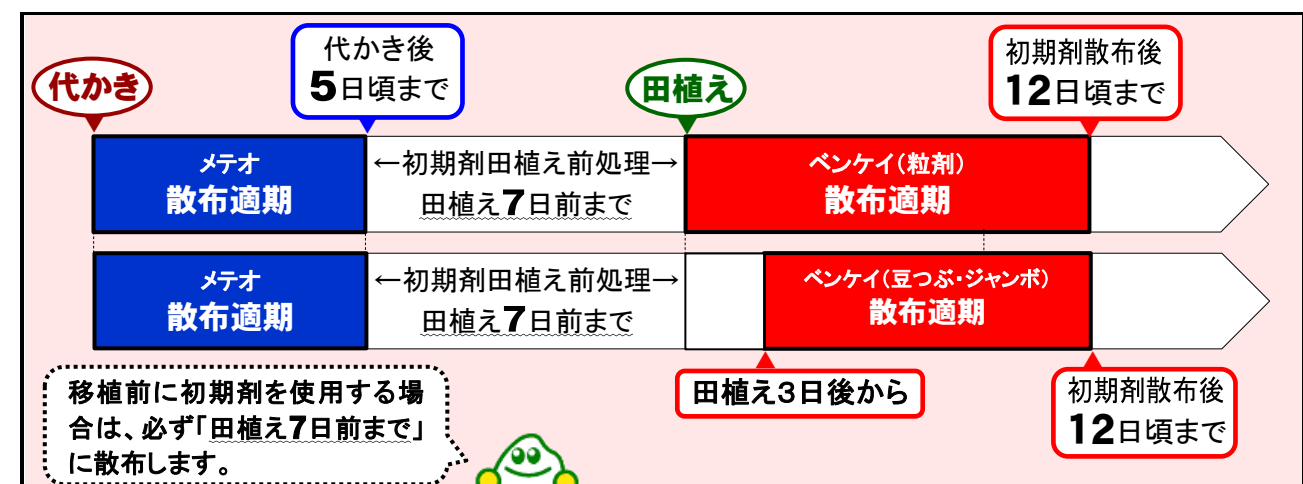 代かき
代かき後
5日頃まで
田植え
初期剤散布後
12日頃まで
メテオ
散布適期
←初期剤田植え前処理→
田植え7日前まで
ベンケイ(粒剤)
散布適期
メテオ
散布適期
←初期剤田植え前処理→
田植え7日前まで
ベンケイ(豆つぶ・ジャンボ)
散布適期
田植え3日後から
初期剤散布後
12日頃まで
移植前に初期剤を使用する場
合は、必ず「田植え7日前まで」
に散布します。